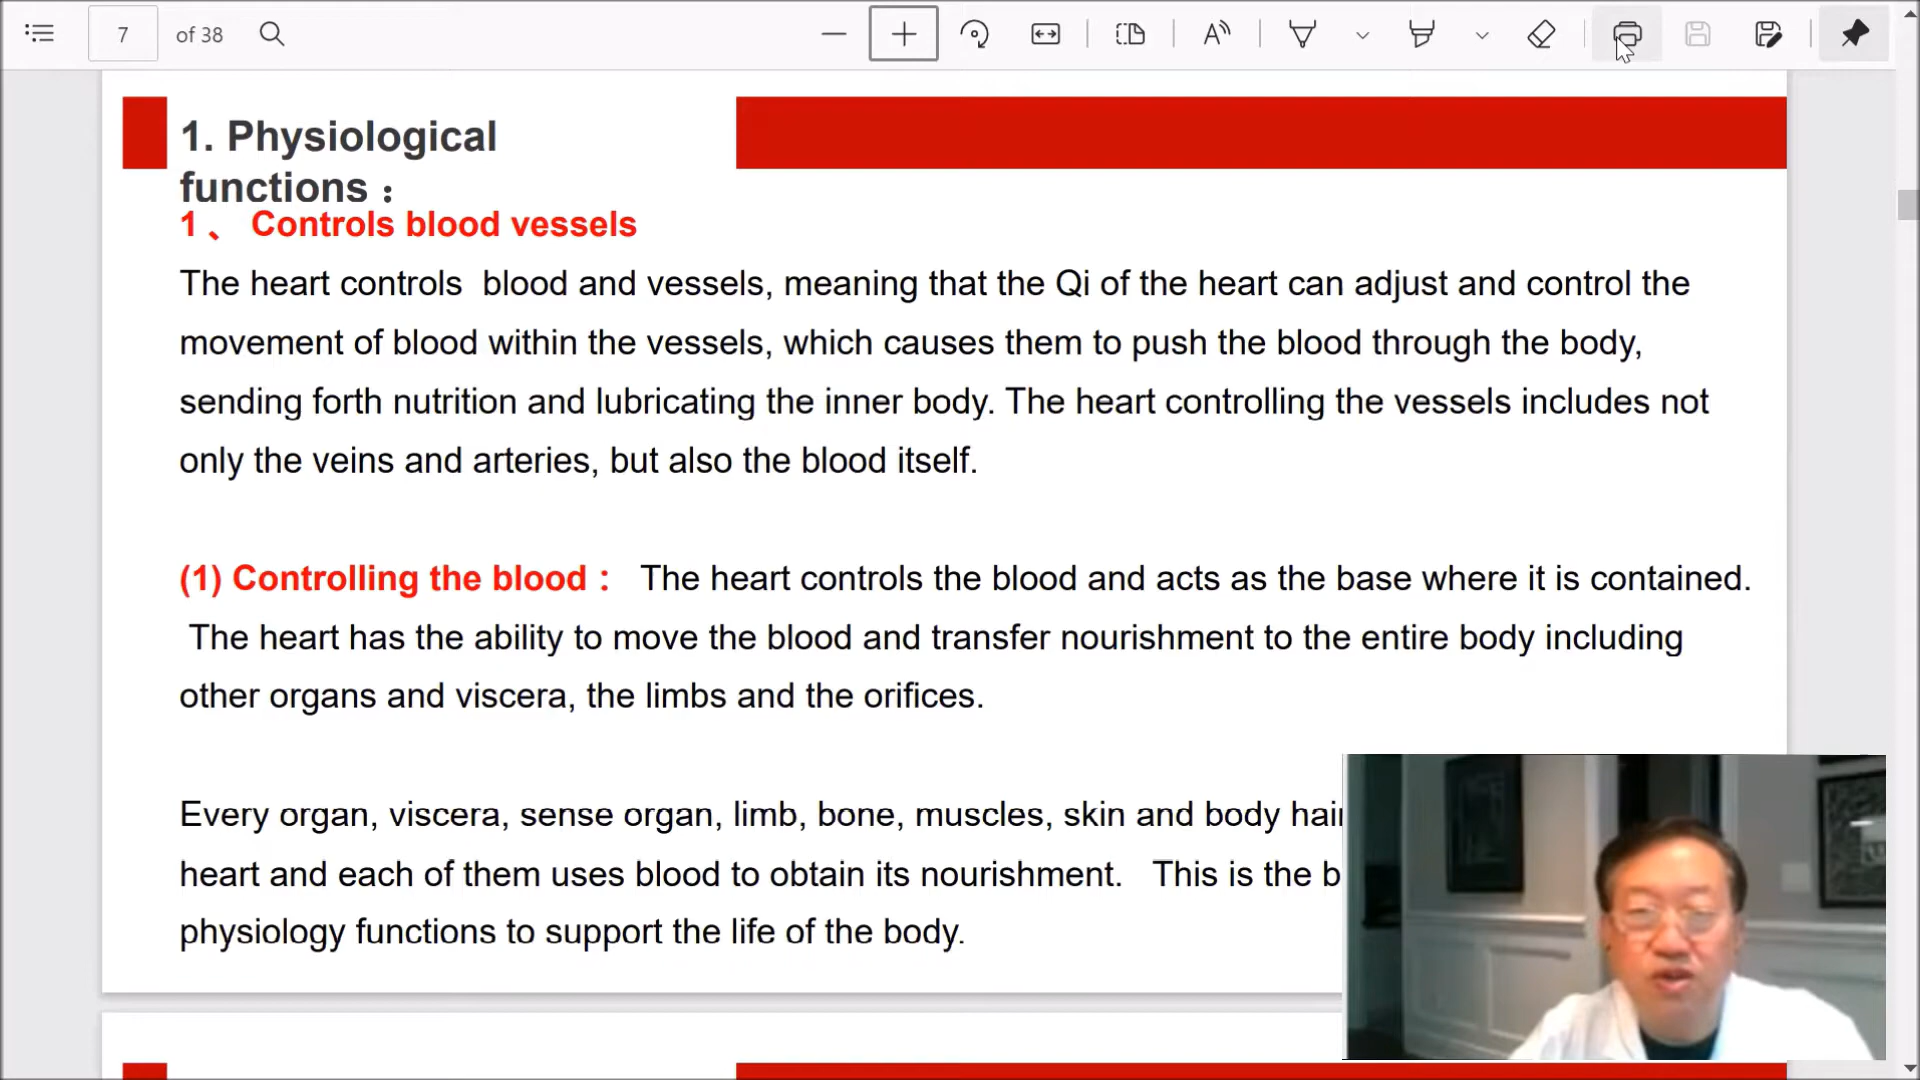 7 of 38
1. Physiological
functions：
1、 Controls blood vessels
The heart controls  blood and vessels, meaning that the Qi of the heart can adjust and control the
movement of blood within the vessels, which causes them to push the blood through the body,
sending forth nutrition and lubricating the inner body. The heart controlling the vessels includes not
only the veins and arteries, but also the blood itself.
(1) Controlling the blood： The heart controls the blood and acts as the base where it is contained.
The heart has the ability to move the blood and transfer nourishment to the entire body including
other organs and viscera, the limbs and the orifices.
Every organ, viscera, sense organ, limb, bone, muscles, skin and body hair
heart and each of them uses blood to obtain its nourishment.   This is the b
physiology functions to support the life of the body.